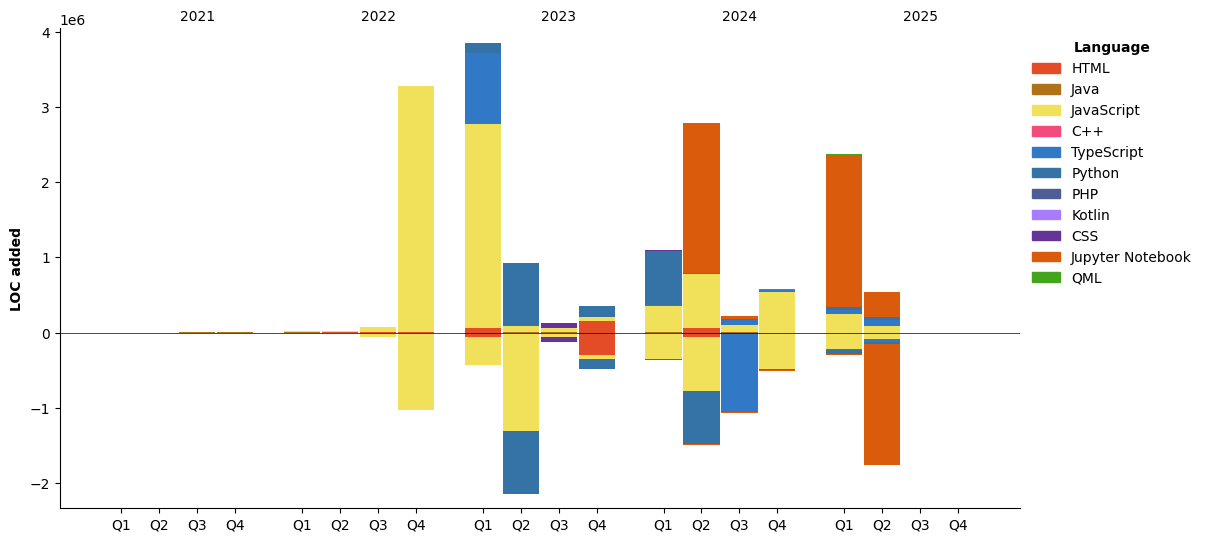 2021 2022 2023 2024 2025
1e6
Language
HTML
Java
JavaScript
C++
TypeScript
Python
PHP
Kotlin
CSS
Jupyter Notebook
QML
LOC added
4
3
2
1
0
−1
−2
Q1 Q2 Q3 Q4 Q1 Q2 Q3 Q4 Q1 Q2 Q3 Q4 Q1 Q2 Q3 Q4 Q1 Q2 Q3 Q4